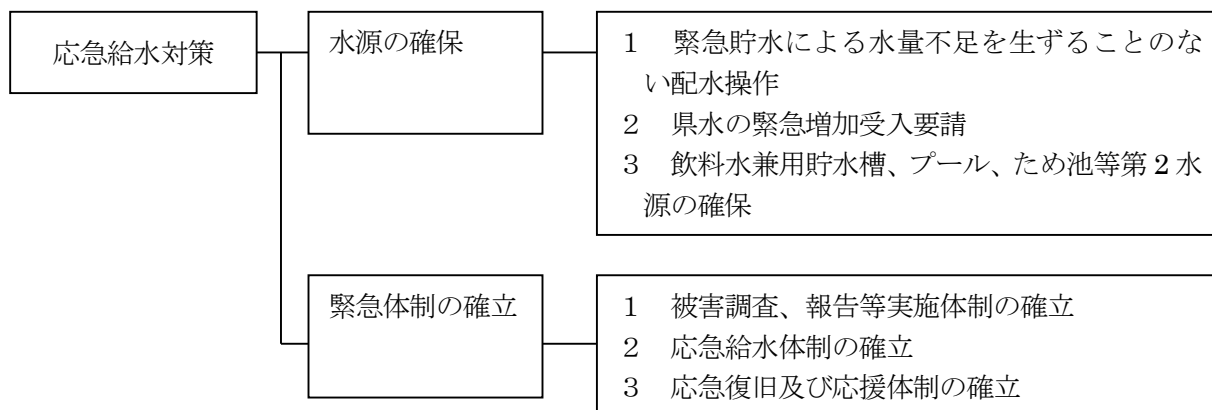 応急給水対策
水源の確保
1 緊急貯水による水量不足を生ずることのな
い配水操作
2 県水の緊急増加受入要請
3 飲料水兼用貯水槽、プール、ため池等第2水
源の確保
緊急体制の確立
1 被害調査、報告等実施体制の確立
2 応急給水体制の確立
3 応急復旧及び応援体制の確立